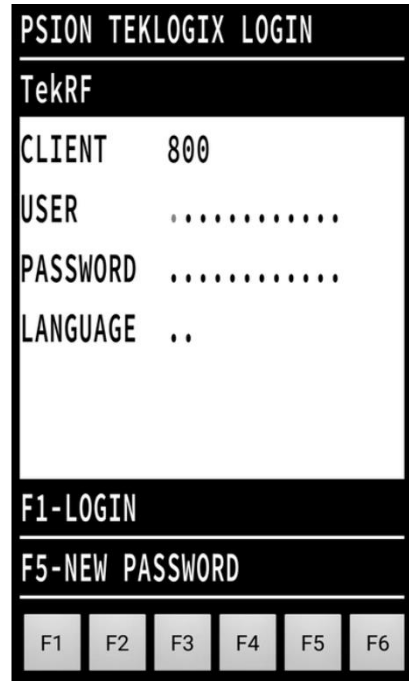 PSION TEKLOGIX LOGIN
TekRF
CLIENT 800
USER ............
PASSWORD ............
LANGUAGE ..
F1-LOGIN
F5-NEW PASSWORD
F1 F2 F3 F4 F5 F6